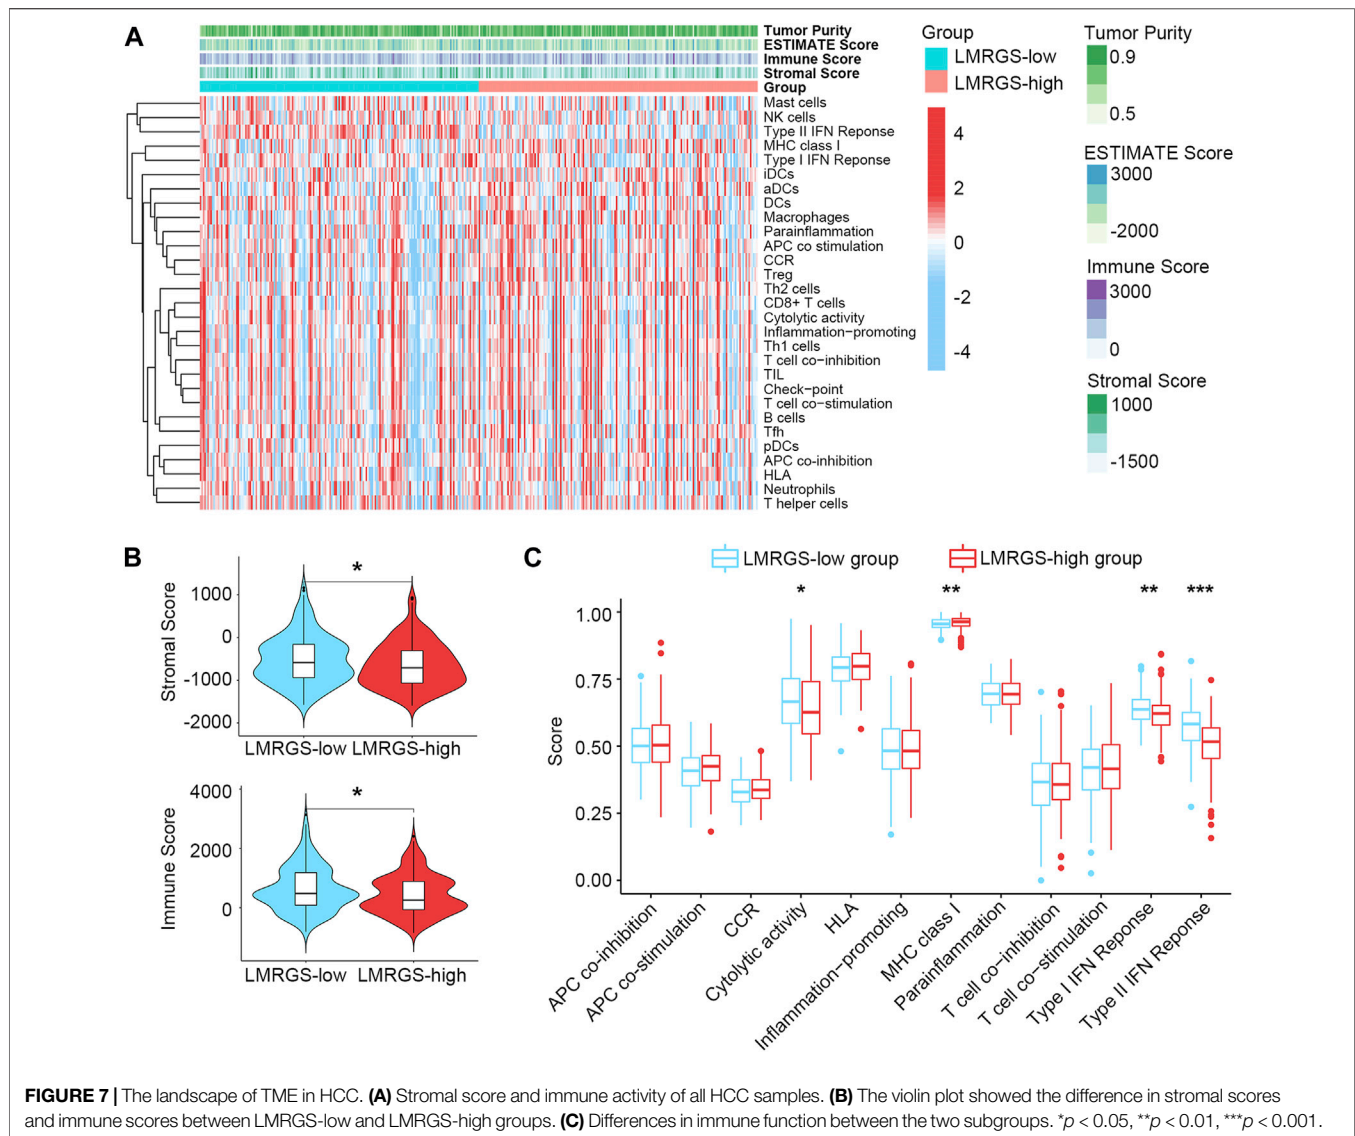 A
Tumor Purity
ESTIMATE Score
Immune Score
Stromal Score
Group
Mast cells
NK cells
Type II IFN Reponse
MHC class I
Type I IFN Reponse
iDCs
aDCs
DCs
Macrophages
Parainflammation
APC co stimulation
CCR
Treg
Th2 cells
CD8+ T cells
Cytolytic activity
Inflammation−promoting
Th1 cells
T cell co−inhibition
TIL
Check−point
T cell co−stimulation
B cells
Tfh
pDCs
APC co−inhibition
HLA
Neutrophils
T helper cells
Group
LMRGS-low
LMRGS-high
4
2
0
-2
-4
Tumor Purity
0.9
0.5
ESTIMATE Score
3000
-2000
Immune Score
3000
0
Stromal Score
1000
-1500
B
Stromal Score
1000
0
-1000
-2000
*
LMRGS-low LMRGS-high
Immune Score
4000
2000
0
*
LMRGS-low LMRGS-high
C
LMRGS-low group LMRGS-high group
* ** ** ***
Score
1.00
0.75
0.50
0.25
0.00
APC co−inhibition
APC co−stimulation
CCR
Cytolytic activity
HLA
Inflammation−promoting
MHC class I
Parainflammation
T cell co−inhibition
T cell co−stimulation
Type I IFN Reponse
Type II IFN Reponse
FIGURE 7 | The landscape of TME in HCC. (A) Stromal score and immune activity of all HCC samples. (B) The violin plot showed the difference in stromal scores
and immune scores between LMRGS-low and LMRGS-high groups. (C) Differences in immune function between the two subgroups. *p < 0.05, **p < 0.01, ***p < 0.001.